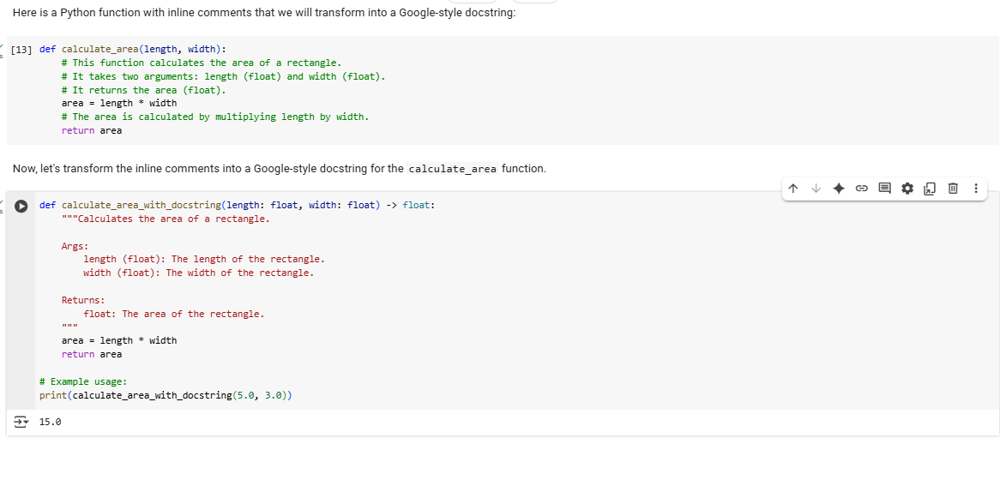 Here is a Python function with inline comments that we will transform into a Google-style docstring:
[13] def calculate_area(length, width):
    # This function calculates the area of a rectangle.
    # It takes two arguments: length (float) and width (float).
    # It returns the area (float).
    area = length * width
    # The area is calculated by multiplying length by width.
    return area
Now, let's transform the inline comments into a Google-style docstring for the calculate_area function.
def calculate_area_with_docstring(length: float, width: float) -> float:
    """Calculates the area of a rectangle.
    Args:
        length (float): The length of the rectangle.
        width (float): The width of the rectangle.
    Returns:
        float: The area of the rectangle.
    """
    area = length * width
    return area
# Example usage:
print(calculate_area_with_docstring(5.0, 3.0))
15.0